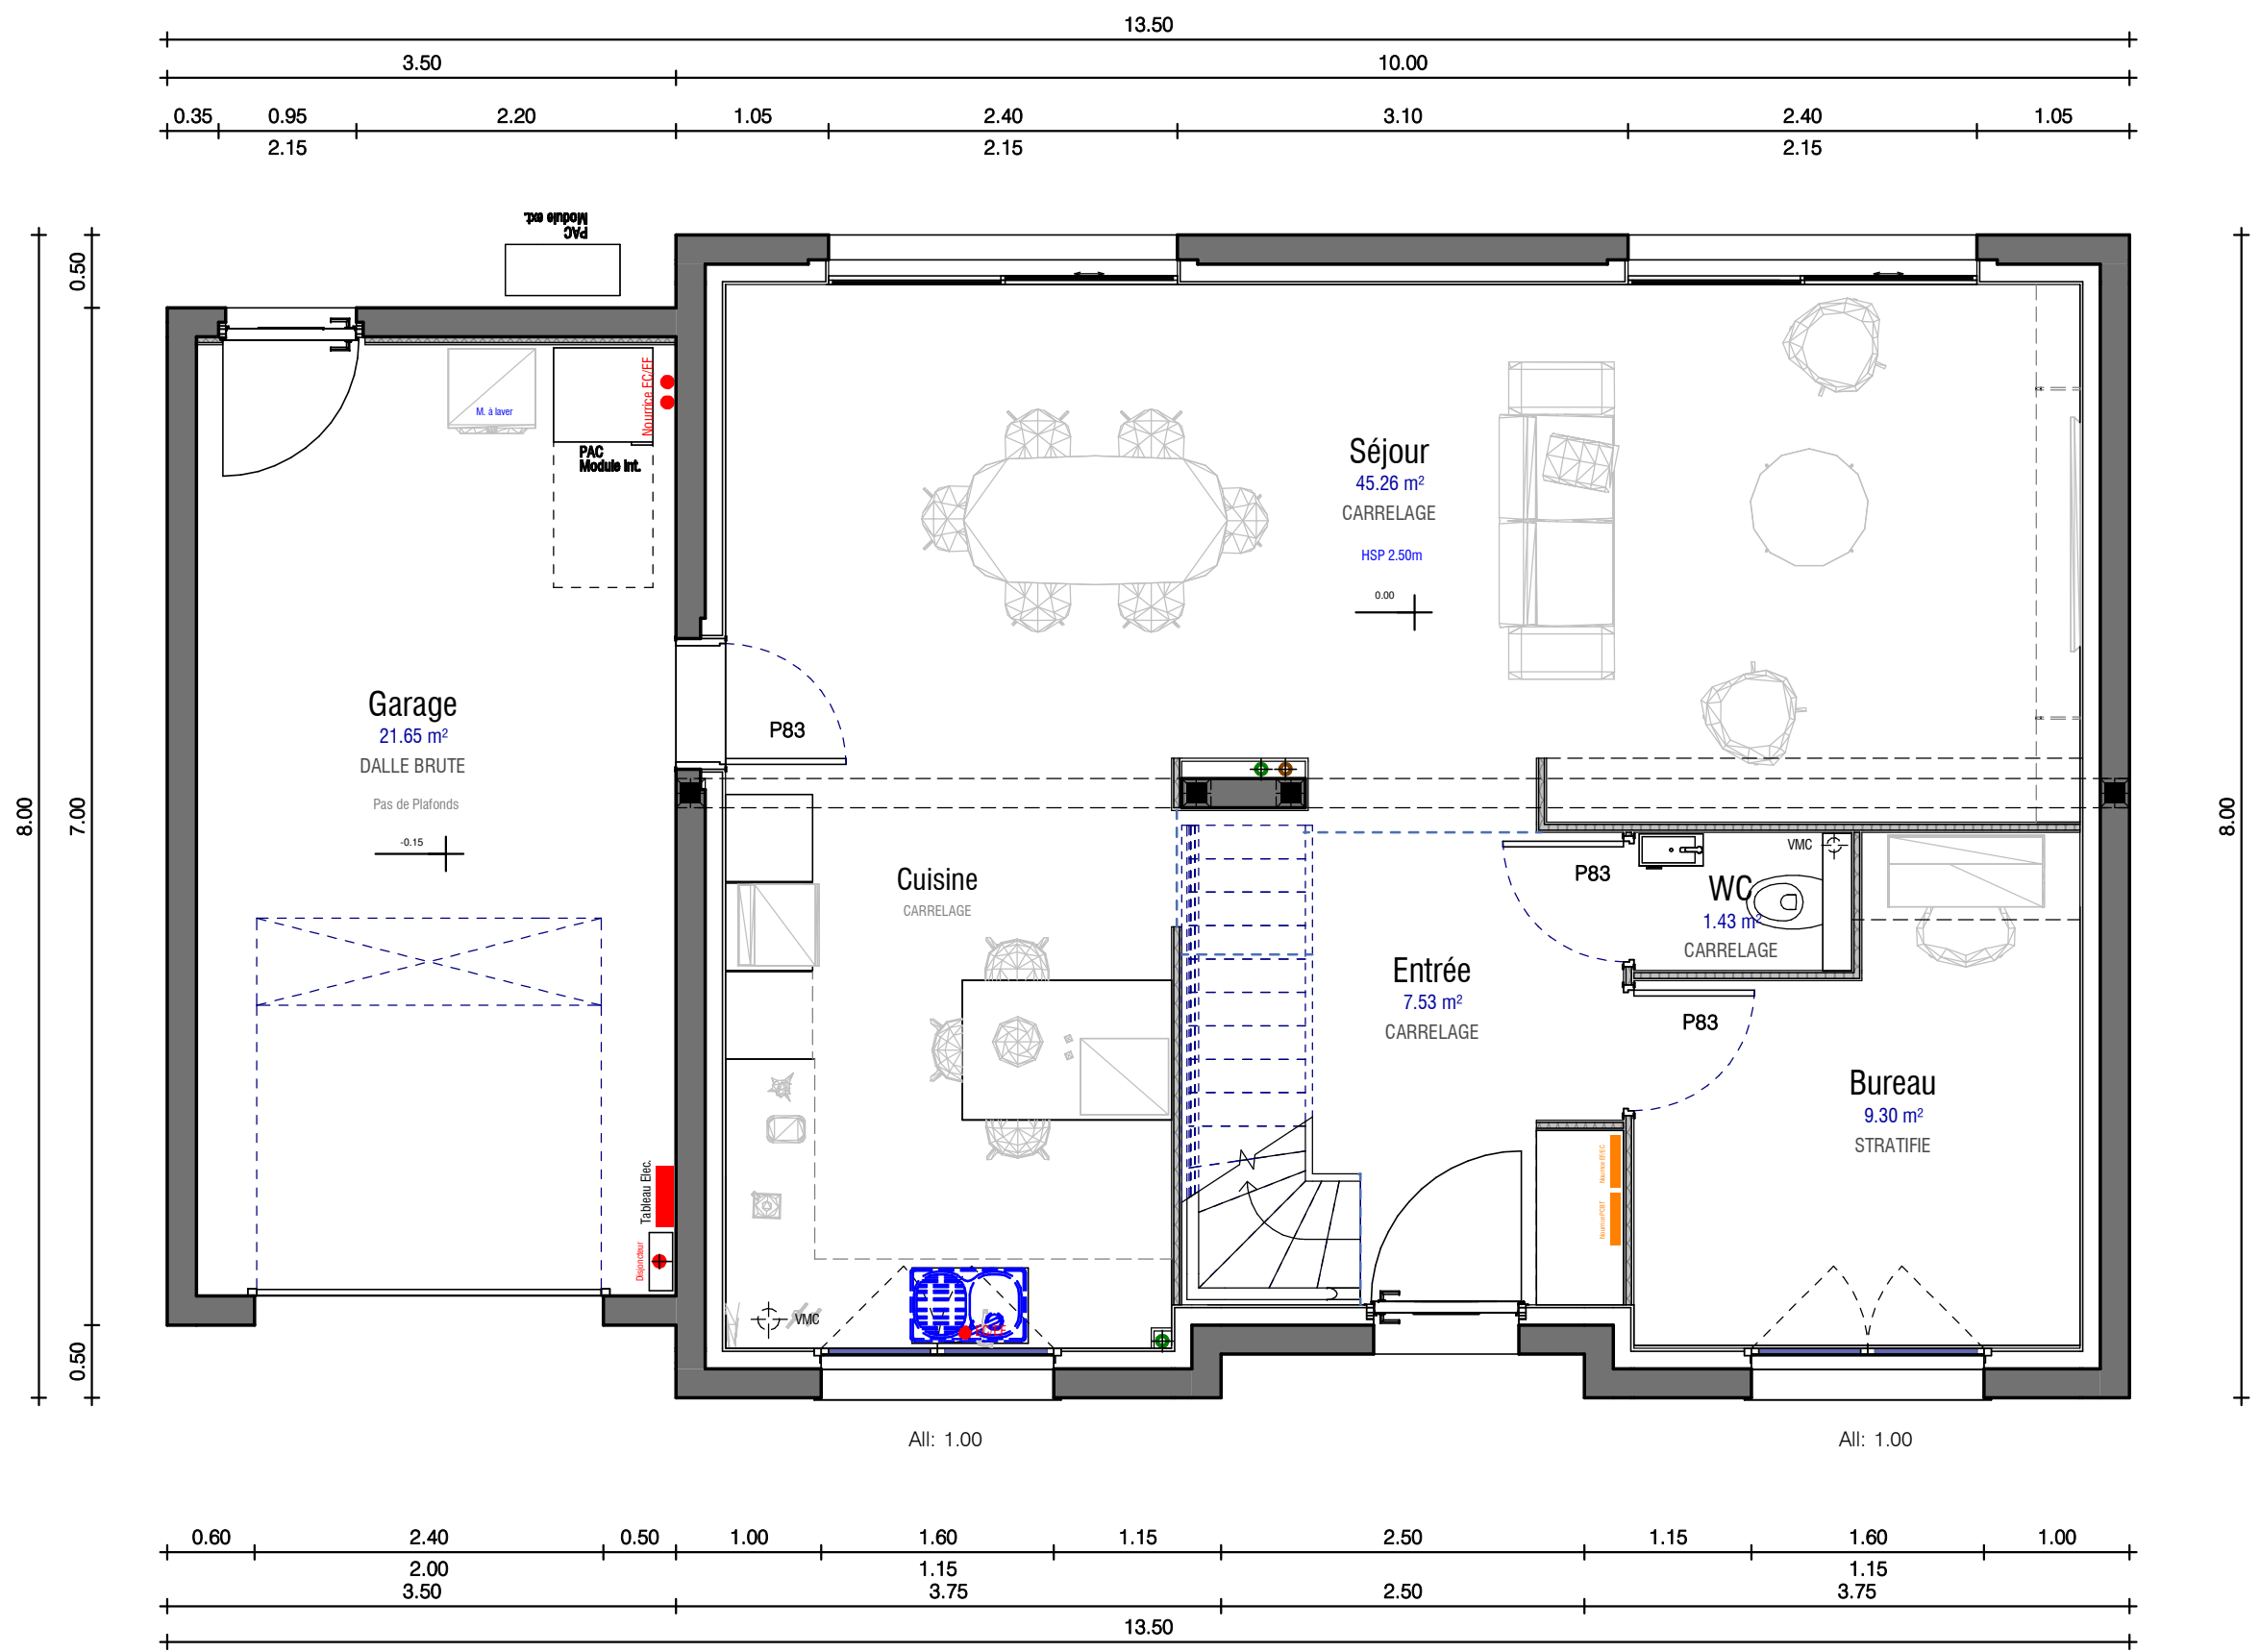 13.50
3.50 10.00
0.35 0.95 2.20 1.05 2.40 3.10 2.40 1.05
2.15 2.15 2.15
PAC
Module ext.
0.50
M. à laver
Nourrice EC/EF
PAC
Module Int.
Séjour
45.26 m²
CARRELAGE
HSP 2.50m
0.00
Garage
21.65 m²
DALLE BRUTE
Pas de Plafonds
-0.15
P83
8.00
7.00
8.00
Cuisine
CARRELAGE
P83
VMC
WC
1.43 m²
CARRELAGE
Entrée
7.53 m²
CARRELAGE
P83
Bureau
9.30 m²
STRATIFIE
Tableau Elec.
Disjoncteur
VMC
0.50
All: 1.00 All: 1.00
0.60 2.40 0.50 1.00 1.60 1.15 2.50 1.15 1.60 1.00
2.00 1.15 1.15
3.50 3.75 2.50 3.75
13.50